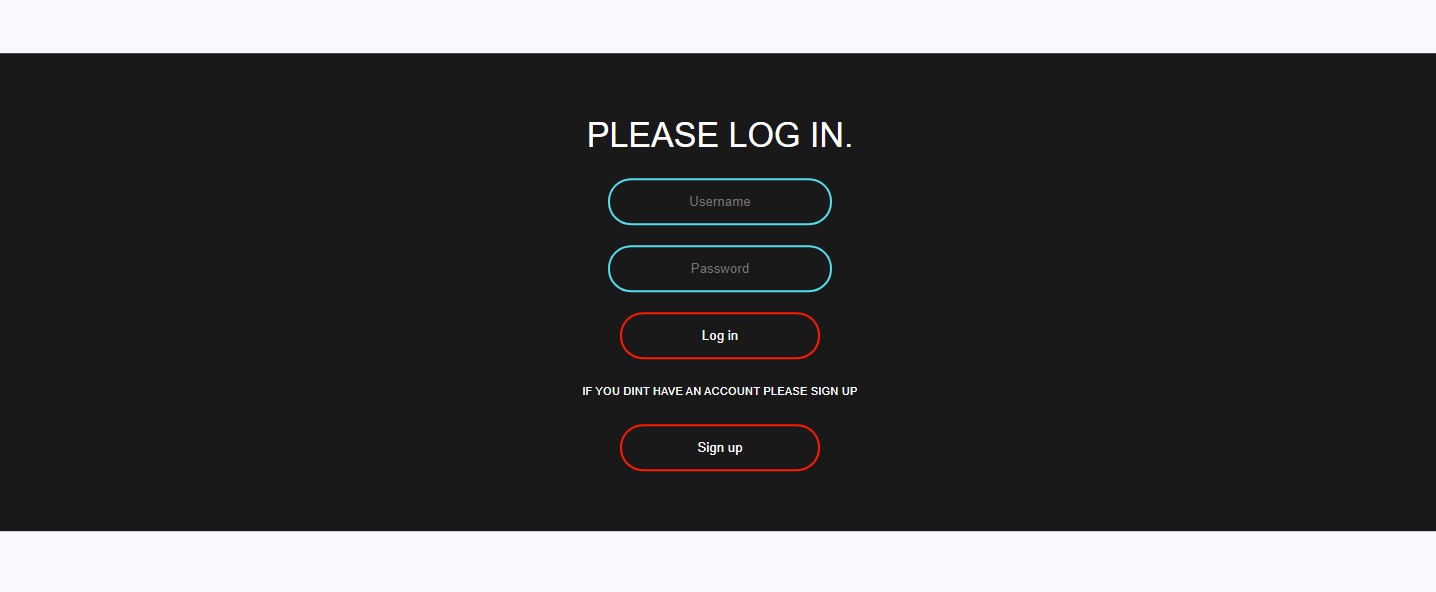 PLEASE LOG IN.
Username
Password
Log in
IF YOU DINT HAVE AN ACCOUNT PLEASE SIGN UP
Sign up